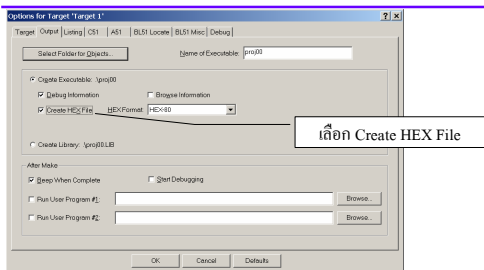 Options for Target 'Target 1'
Target Output Listing C51 A51 BL51 Locate BL51 Misc Debug
Select Folder for Objects...
Name of Executable: proj00
Create Executable: .\proj00
Debug Information
Browse Information
Create HEX File
HEX Format: HEX-80
เลือก Create HEX File
Create Library: .\proj00.LIB
After Make
Beep When Complete
Start Debugging
Run User Program #1:
Browse...
Run User Program #2:
Browse...
OK Cancel Defaults